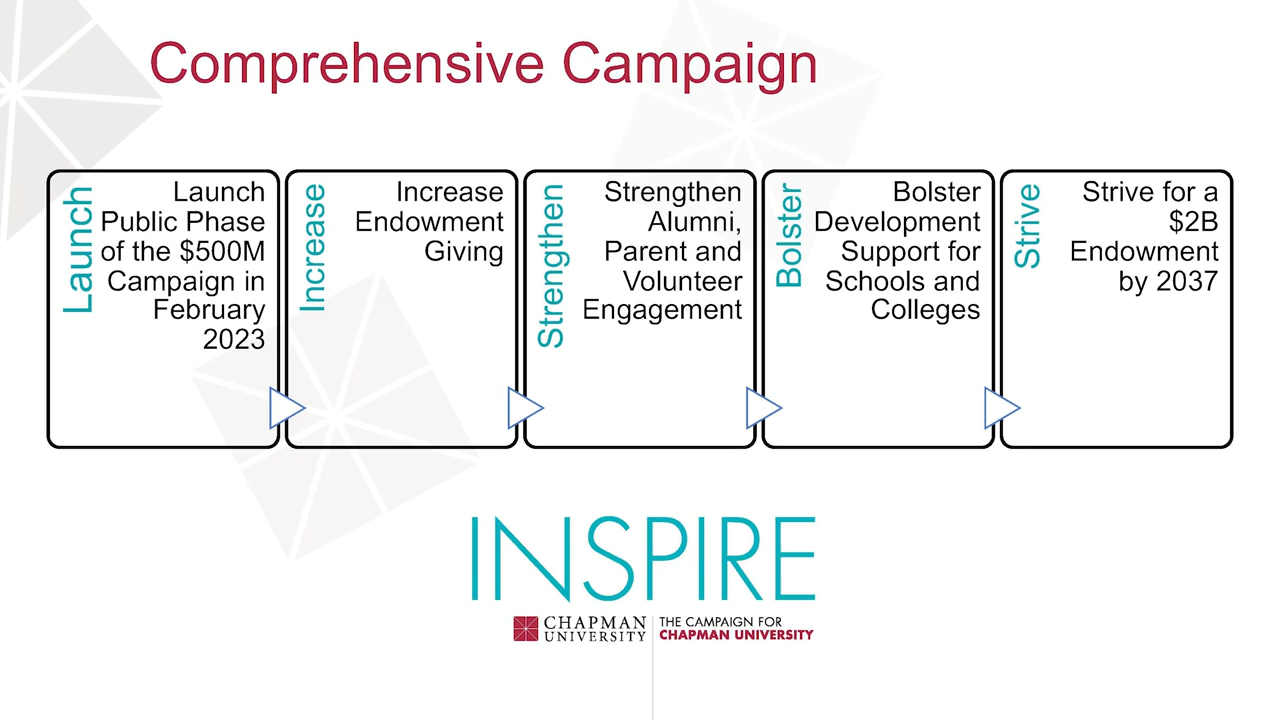 Comprehensive Campaign
Launch
Launch
Public Phase
of the $500M
Campaign in
February
2023
Increase
Increase
Endowment
Giving
Strengthen
Strengthen
Alumni,
Parent and
Volunteer
Engagement
Bolster
Bolster
Development
Support for
Schools and
Colleges
Strive
Strive for a
$2B
Endowment
by 2037
INSPIRE
CHAPMAN
UNIVERSITY
THE CAMPAIGN FOR
CHAPMAN UNIVERSITY